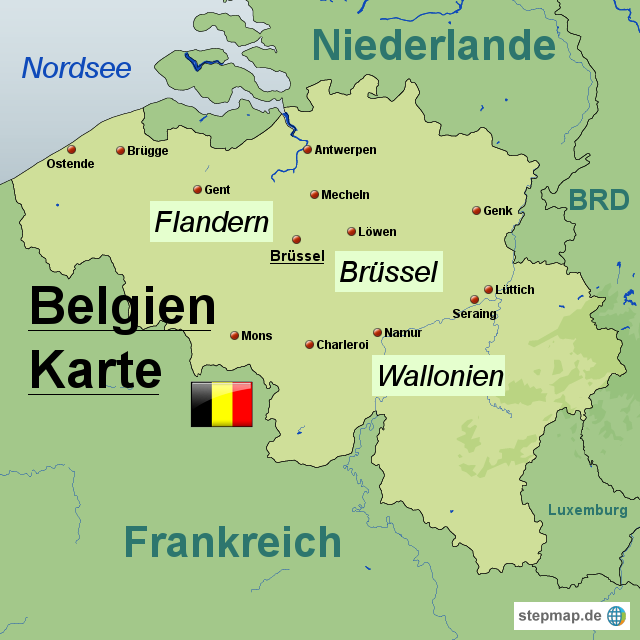 Niederlande
Nordsee
Ostende
Brügge
Antwerpen
Gent
Mecheln
BRD
Genk
Flandern
Löwen
Brüssel
Brüssel
Belgien
Karte
Lüttich
Seraing
Mons
Charleroi
Namur
Wallonien
Luxemburg
Frankreich
stepmap.de